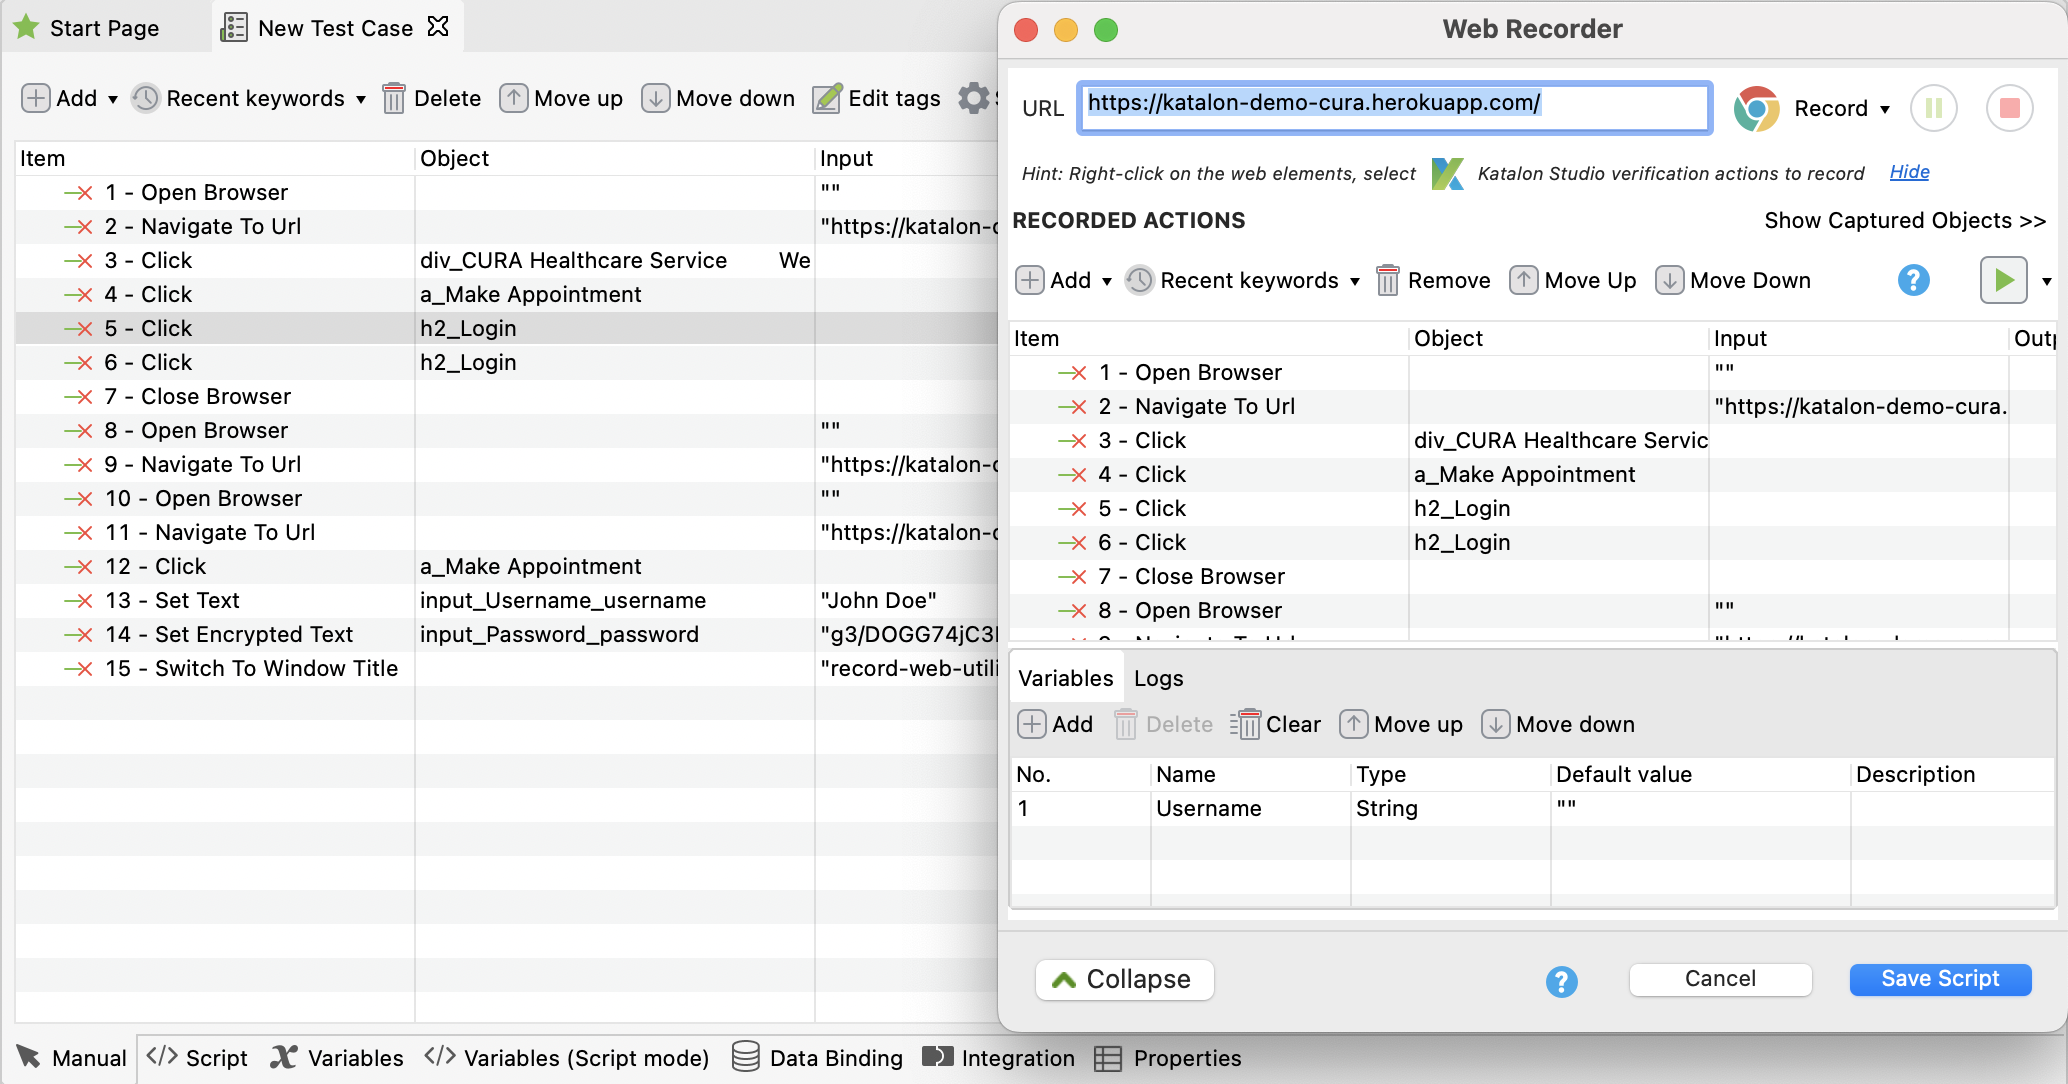 Start Page
New Test Case
Add
Recent keywords
Delete
Move up
Move down
Edit tags
Item Object Input
1 - Open Browser ""
2 - Navigate To Url "https://katalon-
3 - Click div_CURA Healthcare Service We
4 - Click a_Make Appointment
5 - Click h2_Login
6 - Click h2_Login
7 - Close Browser
8 - Open Browser ""
9 - Navigate To Url "https://katalon-
10 - Open Browser ""
11 - Navigate To Url "https://katalon-
12 - Click a_Make Appointment
13 - Set Text input_Username_username "John Doe"
14 - Set Encrypted Text input_Password_password "g3/DOGG74jC3
15 - Switch To Window Title "record-web-utili
Manual
Script
Variables
Variables (Script mode)
Data Binding
Integration
Properties
Web Recorder
URL https://katalon-demo-cura.herokuapp.com/ Record
Hint: Right-click on the web elements, select Katalon Studio verification actions to record Hide
RECORDED ACTIONS Show Captured Objects >>
Add Recent keywords Remove Move Up Move Down ?
Item Object Input Outp
1 - Open Browser ""
2 - Navigate To Url "https://katalon-demo-cura.
3 - Click div_CURA Healthcare Servic
4 - Click a_Make Appointment
5 - Click h2_Login
6 - Click h2_Login
7 - Close Browser
8 - Open Browser ""
Variables Logs
Add Delete Clear Move up Move down
No. Name Type Default value Description
1 Username String ""
Collapse ? Cancel Save Script